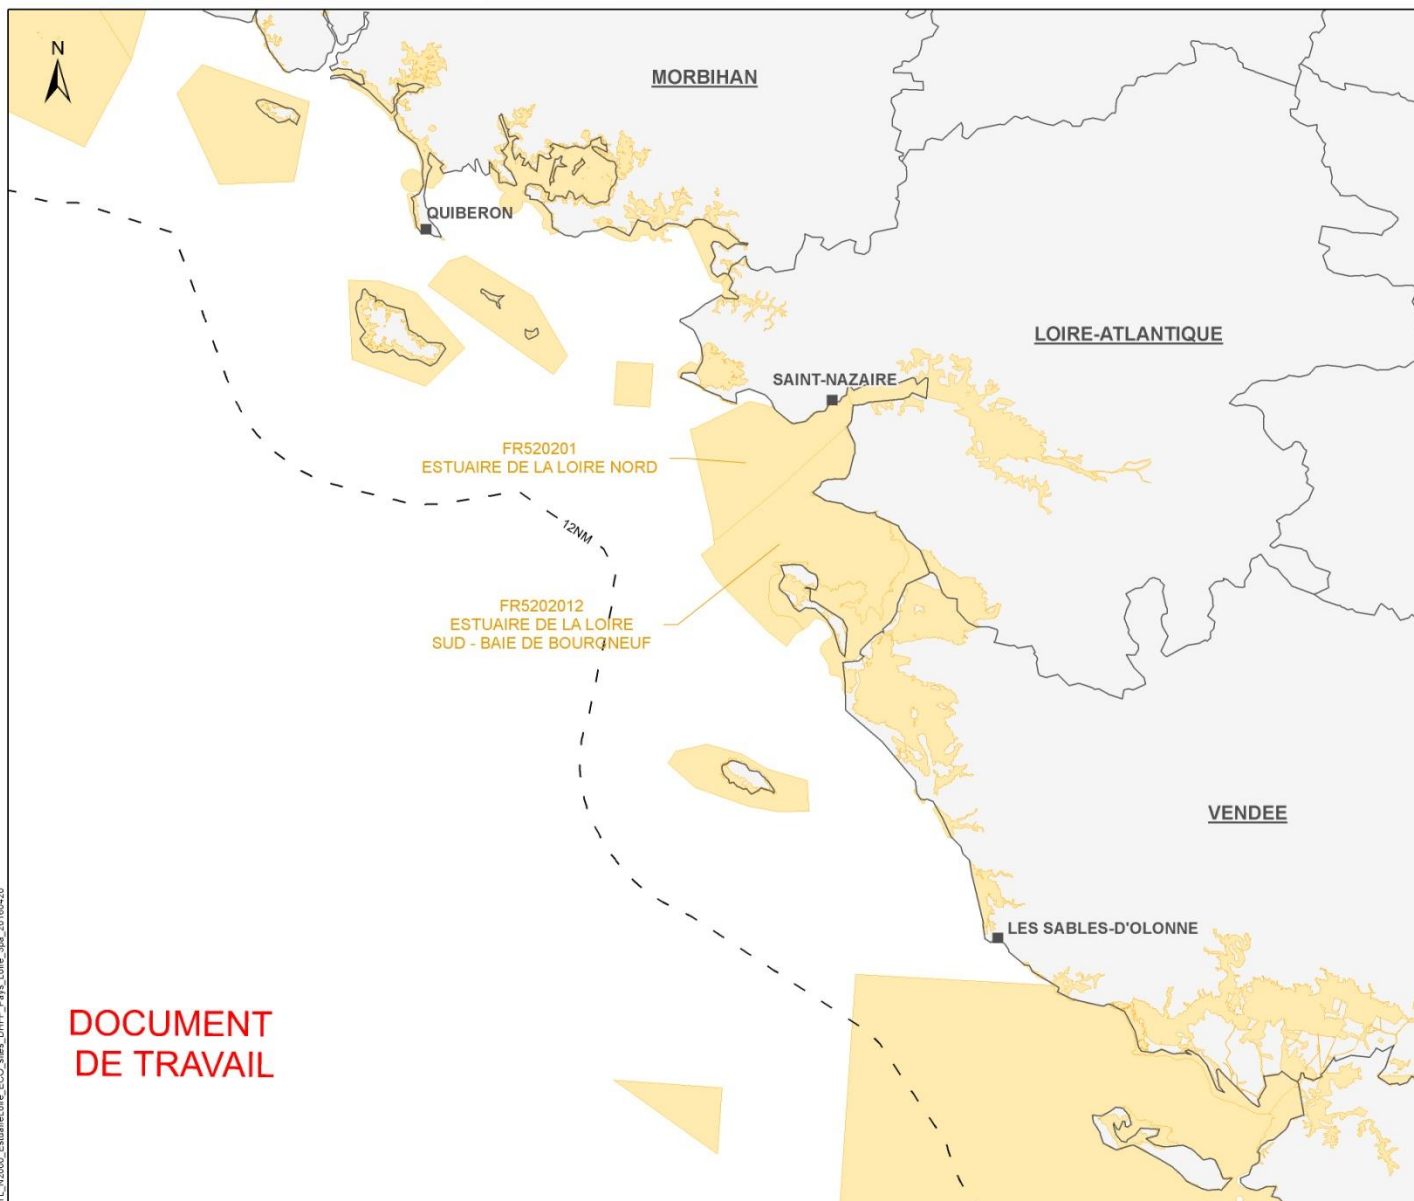 N
MORBIHAN
QUIBERON
LOIRE-ATLANTIQUE
SAINT-NAZAIRE
FR520201
ESTUAIRE DE LA LOIRE NORD
12NM
FR5202012
ESTUAIRE DE LA LOIRE
SUD - BAIE DE BOURGNEUF
VENDEE
LES SABLES-D'OLONNE
DOCUMENT
DE TRAVAIL